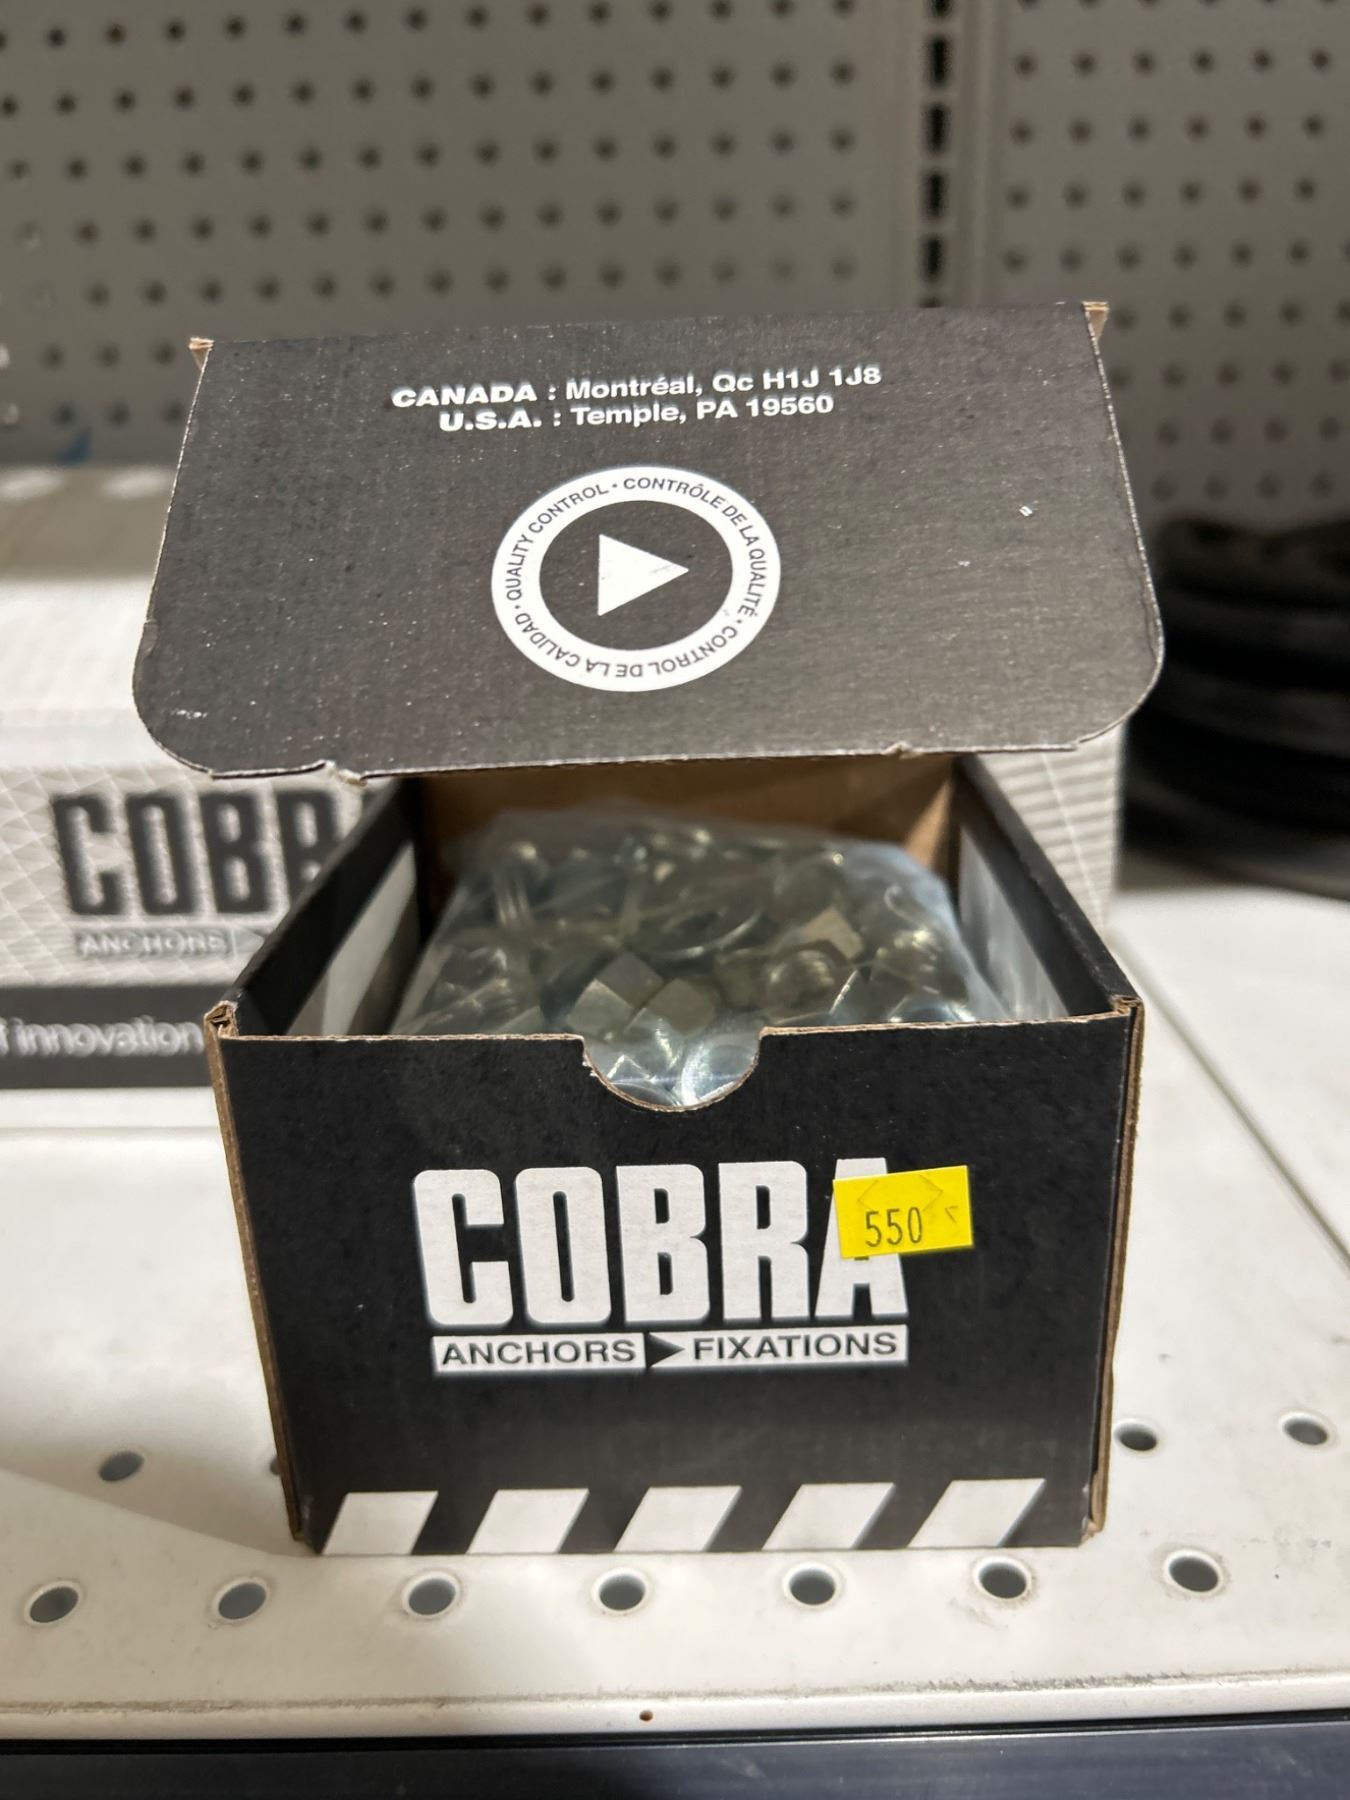 CANADA : Montréal, Qc H1J 1J8
U.S.A. : Temple, PA 19560
QUALITY CONTROL • CONTRÔLE DE LA QUALITÉ • CONTROL DE LA CALIDAD •
COBRA
ANCHORS
innovation
COBRA
550
ANCHORS FIXATIONS